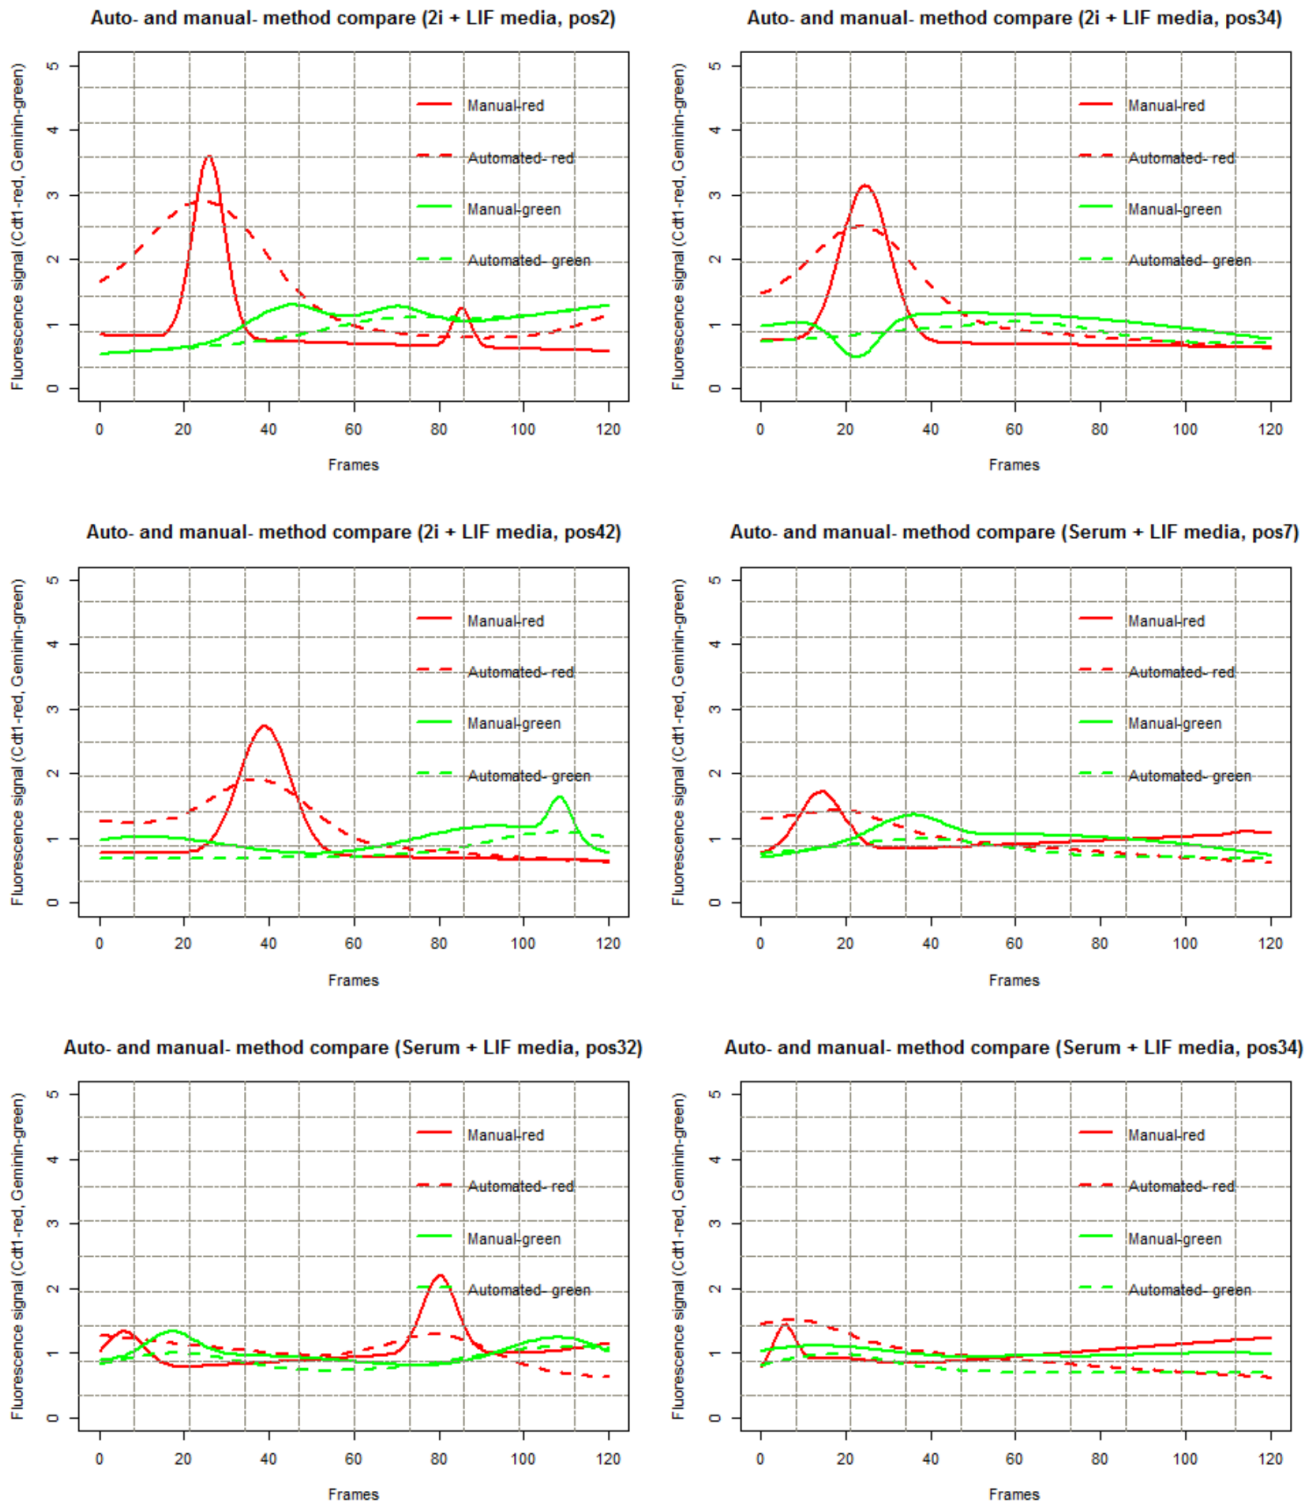 Auto- and manual- method compare (2i + LIF media, pos2)
Fluorescence signal (Cdt1-red, Geminin-green)
5
4
3
2
1
0
Manual-red
Automated- red
Manual-green
Automated- green
0 20 40 60 80 100 120
Frames
Auto- and manual- method compare (2i + LIF media, pos34)
Fluorescence signal (Cdt1-red, Geminin-green)
5
4
3
2
1
0
Manual-red
Automated- red
Manual-green
Automated- green
0 20 40 60 80 100 120
Frames
Auto- and manual- method compare (2i + LIF media, pos42)
Fluorescence signal (Cdt1-red, Geminin-green)
5
4
3
2
1
0
Manual-red
Automated- red
Manual-green
Automated- green
0 20 40 60 80 100 120
Frames
Auto- and manual- method compare (Serum + LIF media, pos7)
Fluorescence signal (Cdt1-red, Geminin-green)
5
4
3
2
1
0
Manual-red
Automated- red
Manual-green
Automated- green
0 20 40 60 80 100 120
Frames
Auto- and manual- method compare (Serum + LIF media, pos32)
Fluorescence signal (Cdt1-red, Geminin-green)
5
4
3
2
1
0
Manual-red
Automated- red
Manual-green
Automated- green
0 20 40 60 80 100 120
Frames
Auto- and manual- method compare (Serum + LIF media, pos34)
Fluorescence signal (Cdt1-red, Geminin-green)
5
4
3
2
1
0
Manual-red
Automated- red
Manual-green
Automated- green
0 20 40 60 80 100 120
Frames